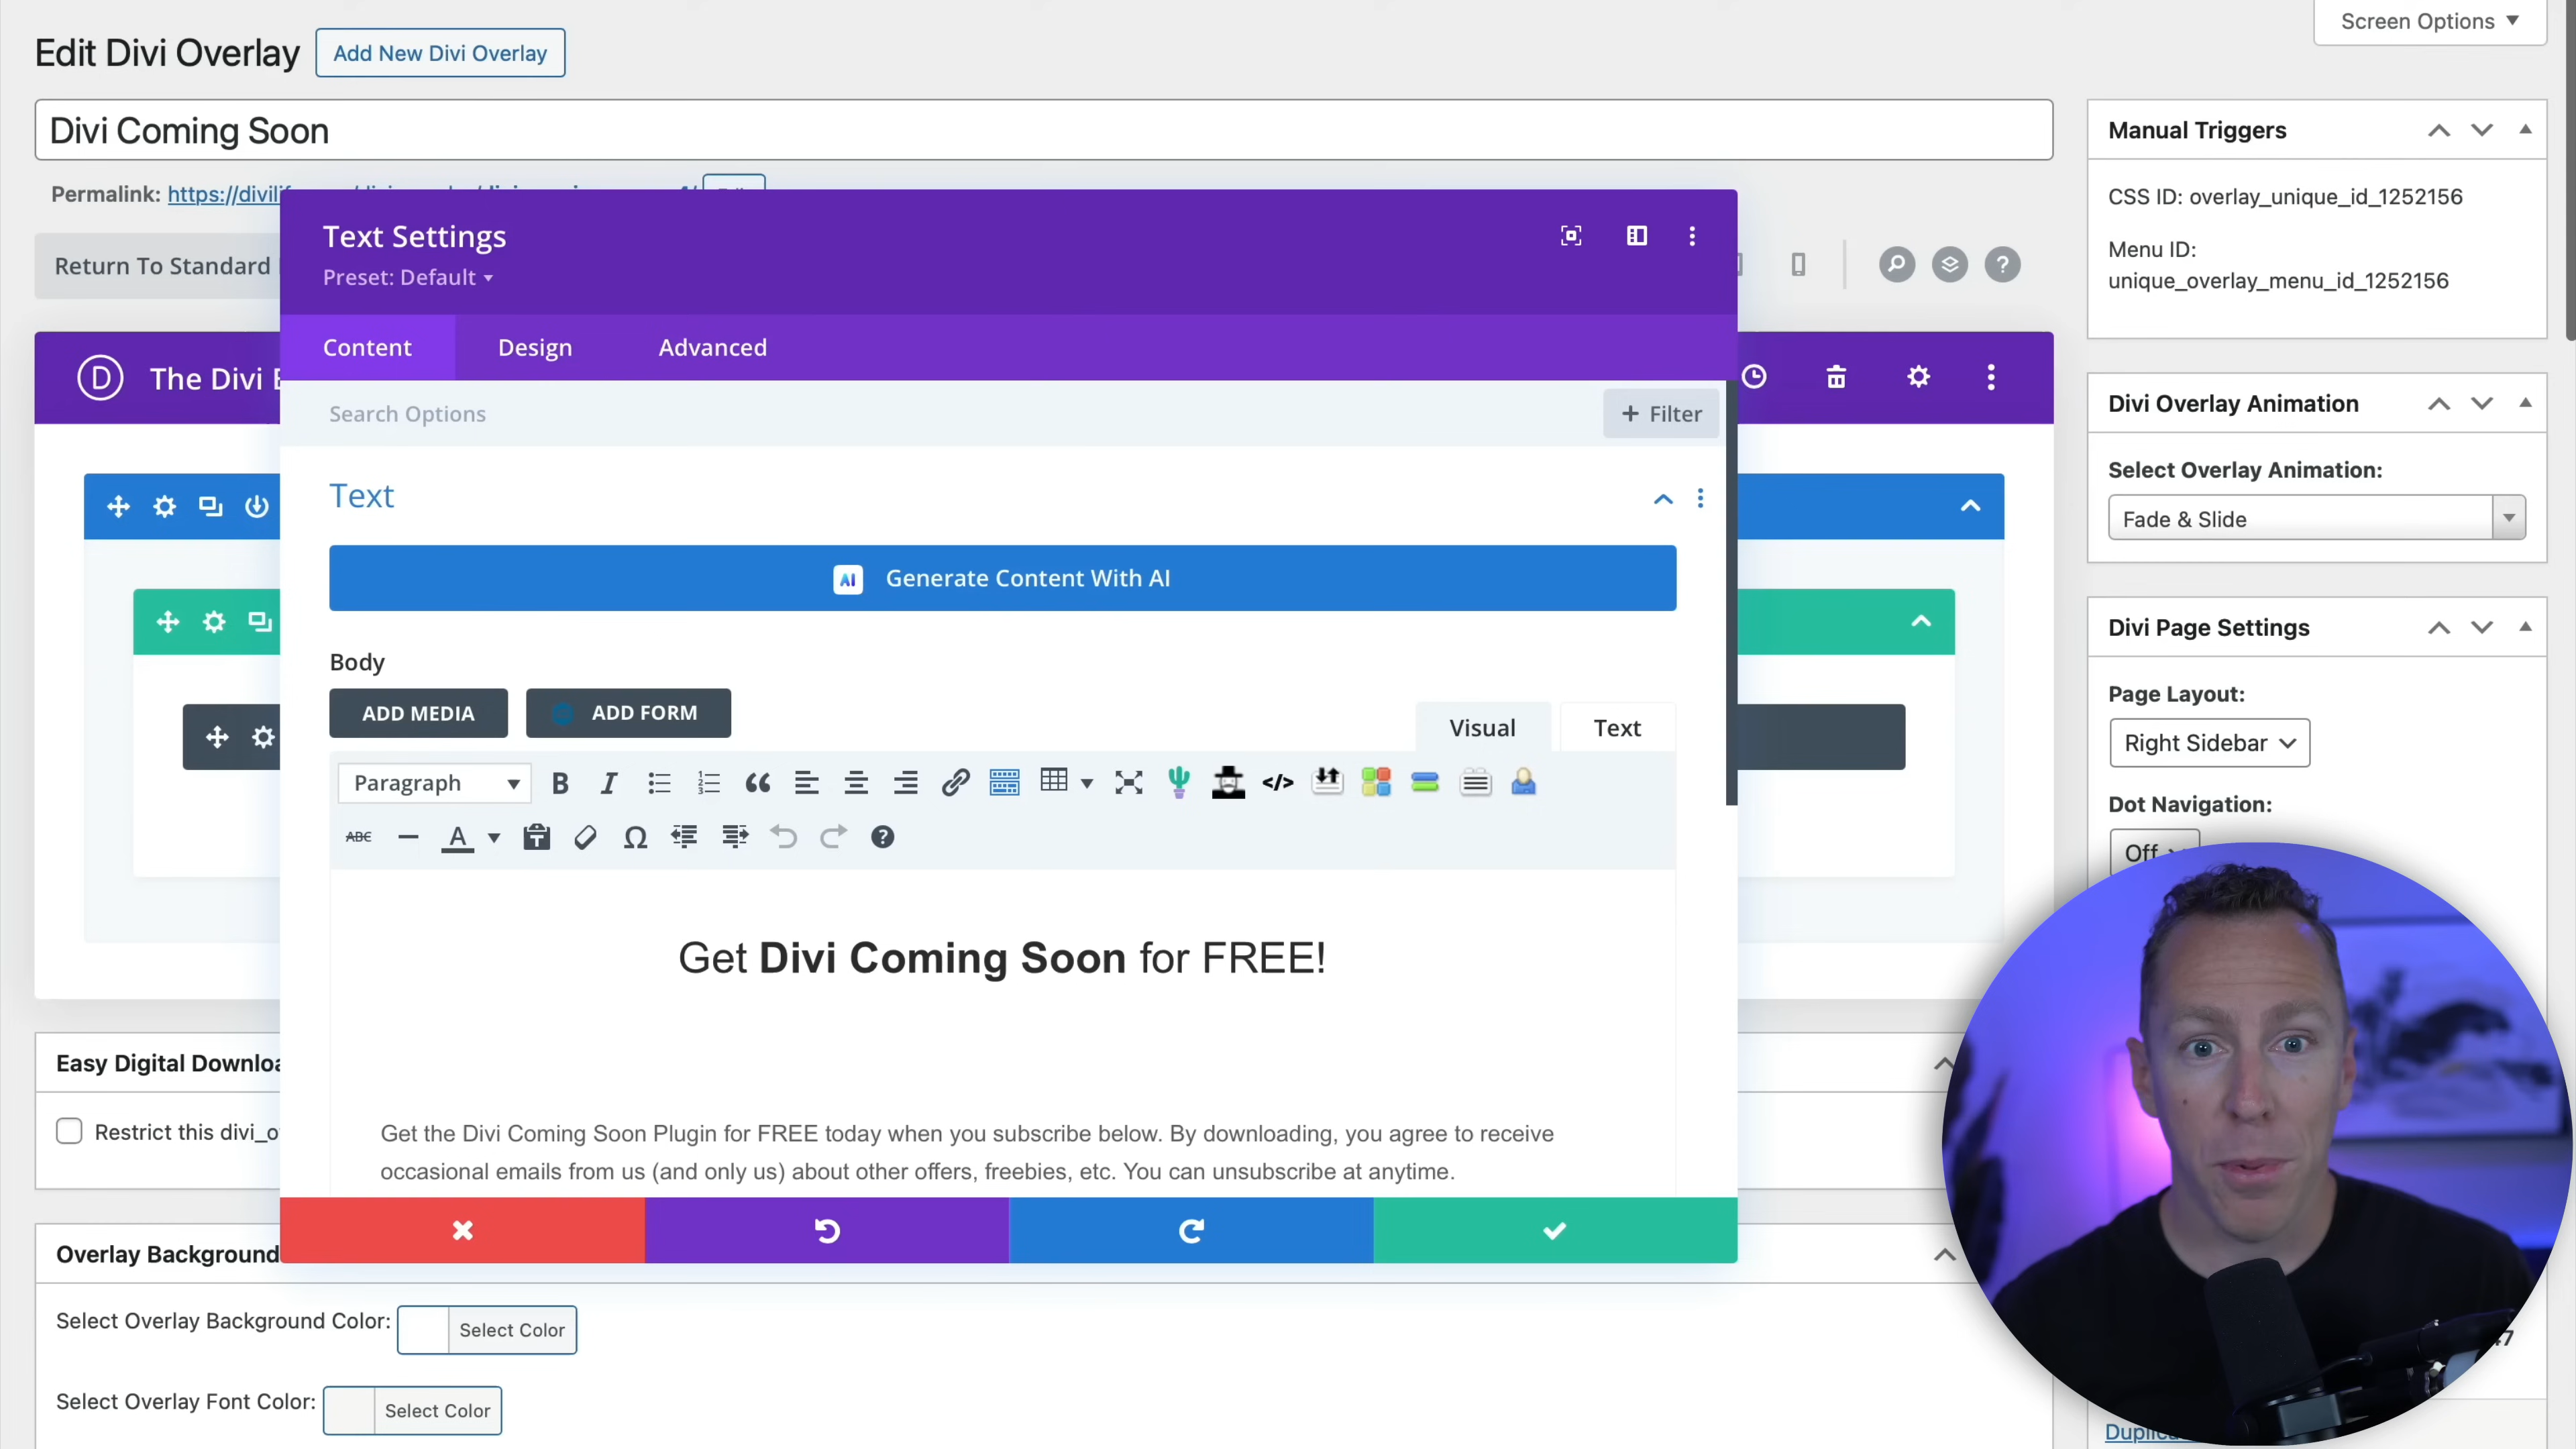 Screen Options
Edit Divi Overlay
Add New Divi Overlay
Divi Coming Soon
Permalink: https://divili
Return To Standard
The Divi
Text Settings
Preset: Default
Content
Design
Advanced
Search Options
+ Filter
Text
AI Generate Content With AI
Body
ADD MEDIA
ADD FORM
Visual
Text
Paragraph
B I
ABC
A
Get Divi Coming Soon for FREE!
Get the Divi Coming Soon Plugin for FREE today when you subscribe below. By downloading, you agree to receive
occasional emails from us (and only us) about other offers, freebies, etc. You can unsubscribe at anytime.
Easy Digital Downloa
Restrict this divi_o
Overlay Background
Select Overlay Background Color:
Select Color
Select Overlay Font Color:
Select Color
Manual Triggers
CSS ID: overlay_unique_id_1252156
Menu ID:
unique_overlay_menu_id_1252156
Divi Overlay Animation
Select Overlay Animation:
Fade & Slide
Divi Page Settings
Page Layout:
Right Sidebar
Dot Navigation:
Off
47